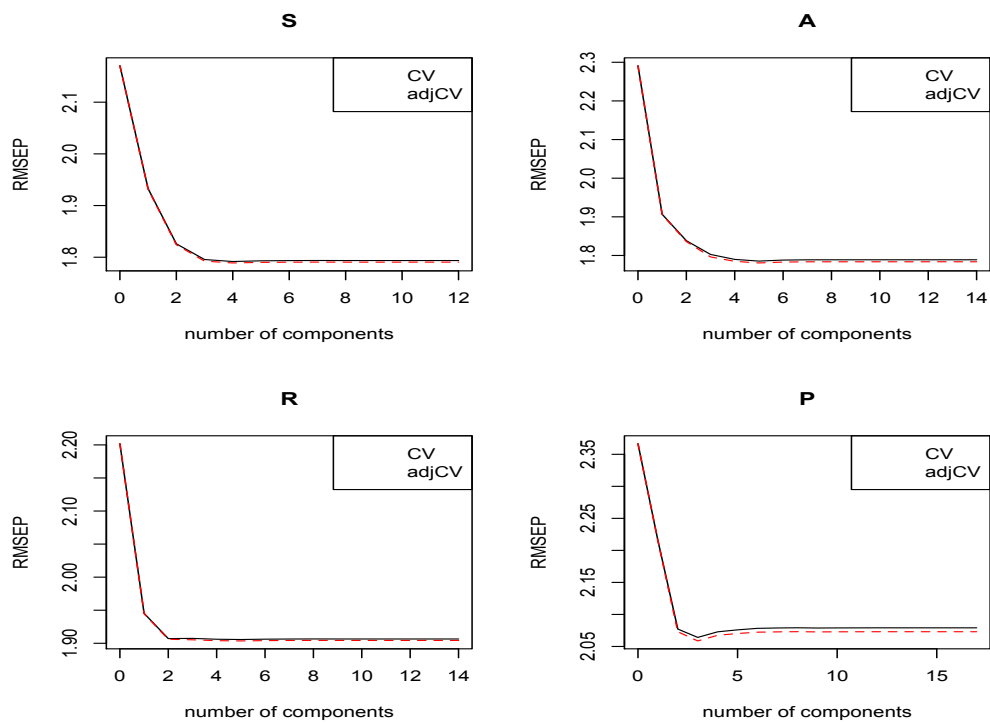 S
CV
adjCV
RMSEP
2.1
2.0
1.9
1.8
0 2 4 6 8 10 12
number of components
A
CV
adjCV
RMSEP
2.3
2.2
2.1
2.0
1.9
1.8
0 2 4 6 8 10 12 14
number of components
R
CV
adjCV
RMSEP
2.20
2.10
2.00
1.90
0 2 4 6 8 10 12 14
number of components
P
CV
adjCV
RMSEP
2.35
2.25
2.15
2.05
0 5 10 15
number of components